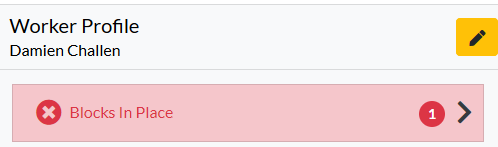 Worker Profile
Damien Challen
Blocks In Place 1